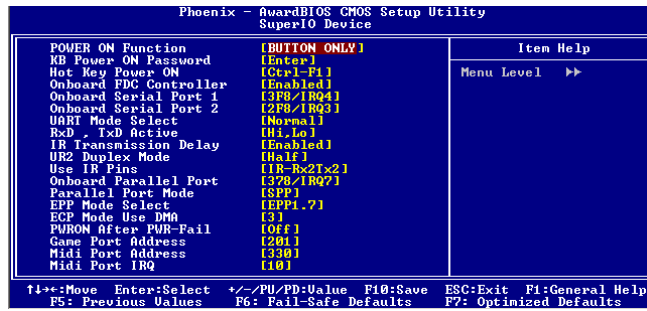 Phoenix - AwardBIOS CMOS Setup Utility
SuperIO Device
POWER ON Function [BUTTON ONLY]
KB Power ON Password [Enter]
Hot Key Power ON [Ctrl-F1]
Onboard FDC Controller [Enabled]
Onboard Serial Port 1 [3F8/IRQ4]
Onboard Serial Port 2 [2F8/IRQ3]
UART Mode Select [Normal]
RxD , TxD Active [Hi,Lo]
IR Transmission Delay [Enabled]
UR2 Duplex Mode [Half]
Use IR Pins [IR-Rx2Tx2]
Onboard Parallel Port [378/IRQ7]
Parallel Port Mode [SPP]
EPP Mode Select [EPP1.7]
ECP Mode Use DMA [3]
PWRON After PWR-Fail [Off]
Game Port Address [201]
Midi Port Address [330]
Midi Port IRQ [10]
Item Help
Menu Level ▶▶
↑↓→←:Move Enter:Select +/-/PU/PD:Value F10:Save ESC:Exit F1:General Help
F5: Previous Values F6: Fail-Safe Defaults F7: Optimized Defaults